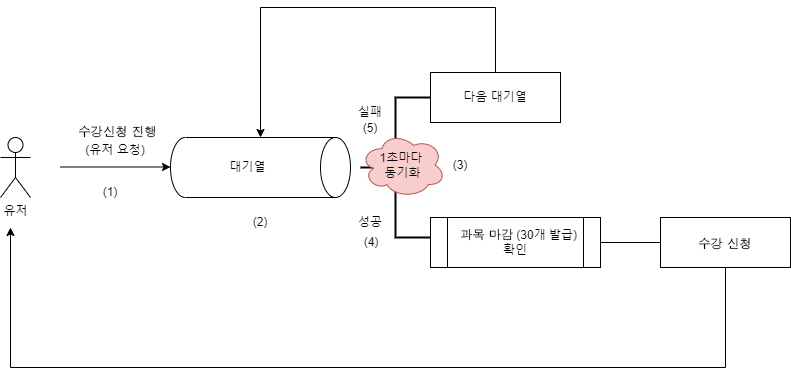 다음 대기열
실패
(5)
수강신청 진행
(유저 요청)
대기열
1초마다
동기화
(3)
(1)
유저
(2)
성공
(4)
과목 마감 (30개 발급)
확인
수강 신청